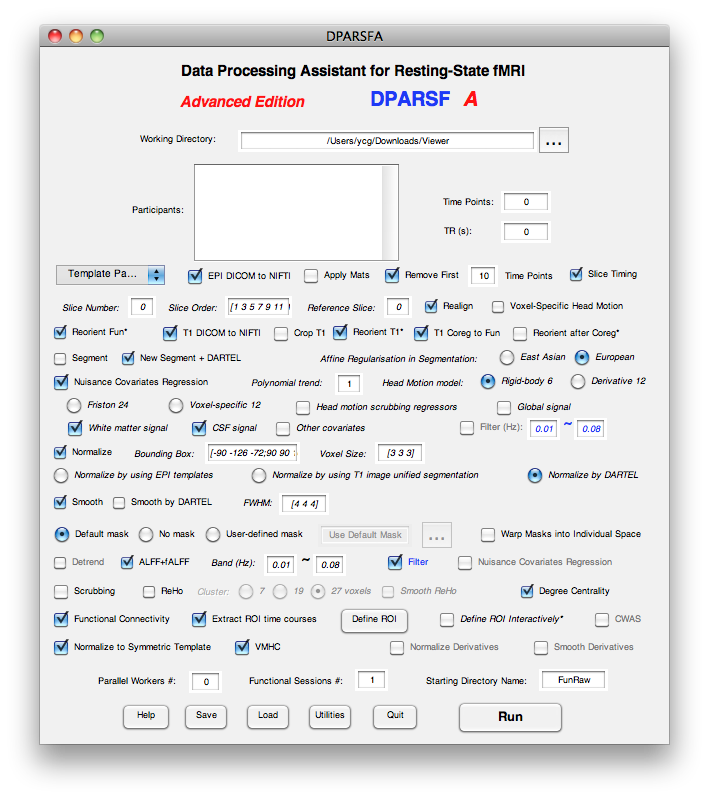 DPARSFA
Data Processing Assistant for Resting-State fMRI
Advanced Edition DPARSF A
Working Directory: /Users/ycg/Downloads/Viewer ...
Participants:
Time Points: 0
TR (s): 0
Template Pa... EPI DICOM to NIFTI Apply Mats Remove First 10 Time Points Slice Timing
Slice Number: 0 Slice Order: [1 3 5 7 9 11 Reference Slice: 0 Realign Voxel-Specific Head Motion
Reorient Fun* T1 DICOM to NIFTI Crop T1 Reorient T1* T1 Coreg to Fun Reorient after Coreg*
Segment New Segment + DARTEL Affine Regularisation in Segmentation: East Asian European
Nuisance Covariates Regression Polynomial trend: 1 Head Motion model: Rigid-body 6 Derivative 12
Friston 24 Voxel-specific 12 Head motion scrubbing regressors Global signal
White matter signal CSF signal Other covariates Filter (Hz): 0.01 ~ 0.08
Normalize Bounding Box: [-90 -126 -72;90 90 Voxel Size: [3 3 3]
Normalize by using EPI templates Normalize by using T1 image unified segmentation Normalize by DARTEL
Smooth Smooth by DARTEL FWHM: [4 4 4]
Default mask No mask User-defined mask Use Default Mask ... Warp Masks into Individual Space
Detrend ALFF+fALFF Band (Hz): 0.01 ~ 0.08 Filter Nuisance Covariates Regression
Scrubbing ReHo Cluster: 7 19 27 voxels Smooth ReHo Degree Centrality
Functional Connectivity Extract ROI time courses Define ROI Define ROI Interactively* CWAS
Normalize to Symmetric Template VMHC Normalize Derivatives Smooth Derivatives
Parallel Workers #: 0 Functional Sessions #: 1 Starting Directory Name: FunRaw
Help Save Load Utilities Quit Run